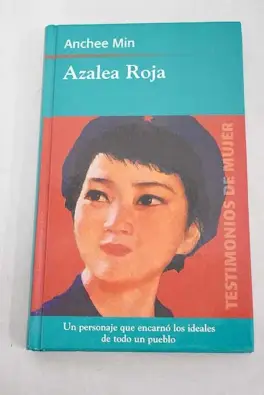 Anchee Min
Azalea Roja
TESTIMONIOS DE MUJER
Un personaje que encarnó los ideales
de todo un pueblo